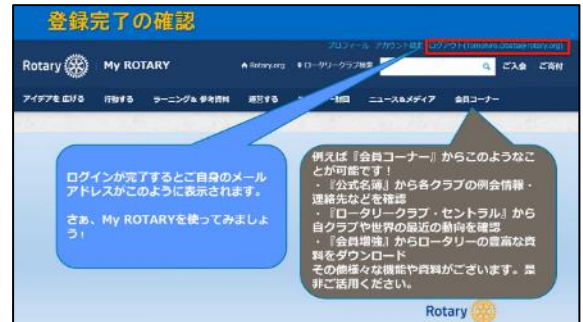 登録完了の確認
プロフィール アカウント設定 ログアウト
Rotary
My ROTARY
Rotary.org
ロータリークラブ検索
ご入会
ご寄付
アイデアを広げる
行動する
ラーニング&参考資料
運営する
ニュース&メディア
会員コーナー
ログインが完了するとご自身のメール
アドレスがこのように表示されます。
さぁ、My ROTARYを使ってみましょ
う!
例えば『会員コーナー』からこのようなこ
とが可能です!
・『公式名簿』から各クラブの例会情報・
連絡先などを確認
・『ロータリークラブ・セントラル』から
自クラブや世界の最近の動向を確認
・『会員増強』からロータリーの豊富な資
料をダウンロード
その他様々な機能や資料がございます。是
非ご活用ください。
Rotary